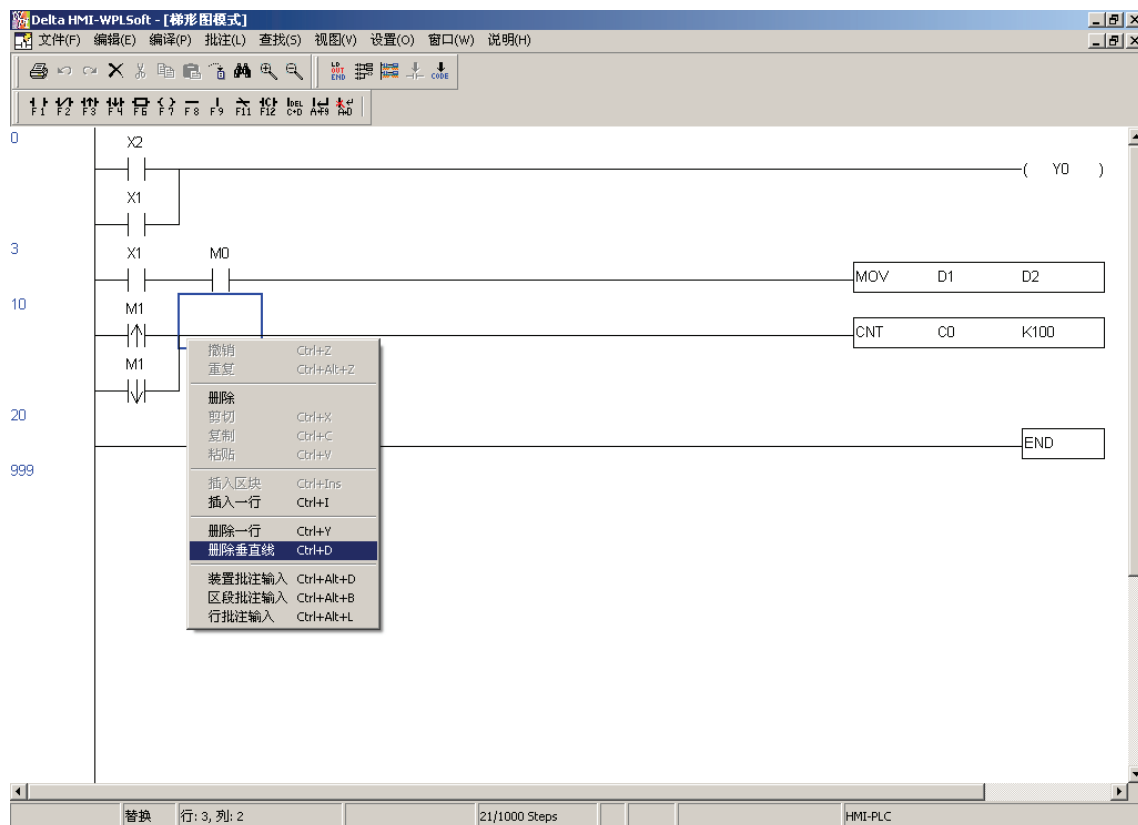 Delta HMI-WPLSoft - [梯形图模式]
文件(F) 编辑(E) 编译(P) 批注(L) 查找(S) 视图(V) 设置(O) 窗口(W) 说明(H)
LD OUT END CODE
F1 F2 F3 F4 F6 F7 F8 F9 F11 F12 DEL C+D A+F9 A+D
0 X2
( Y0 )
X1
3 X1 M0
MOV D1 D2
10 M1
CNT C0 K100
M1
20
END
999
撤销 Ctrl+Z
重复 Ctrl+Alt+Z
删除
剪切 Ctrl+X
复制 Ctrl+C
粘贴 Ctrl+V
插入区块 Ctrl+Ins
插入一行 Ctrl+I
删除一行 Ctrl+Y
删除垂直线 Ctrl+D
装置批注输入 Ctrl+Alt+D
区段批注输入 Ctrl+Alt+B
行批注输入 Ctrl+Alt+L
替换 行: 3, 列: 2 21/1000 Steps HMI-PLC